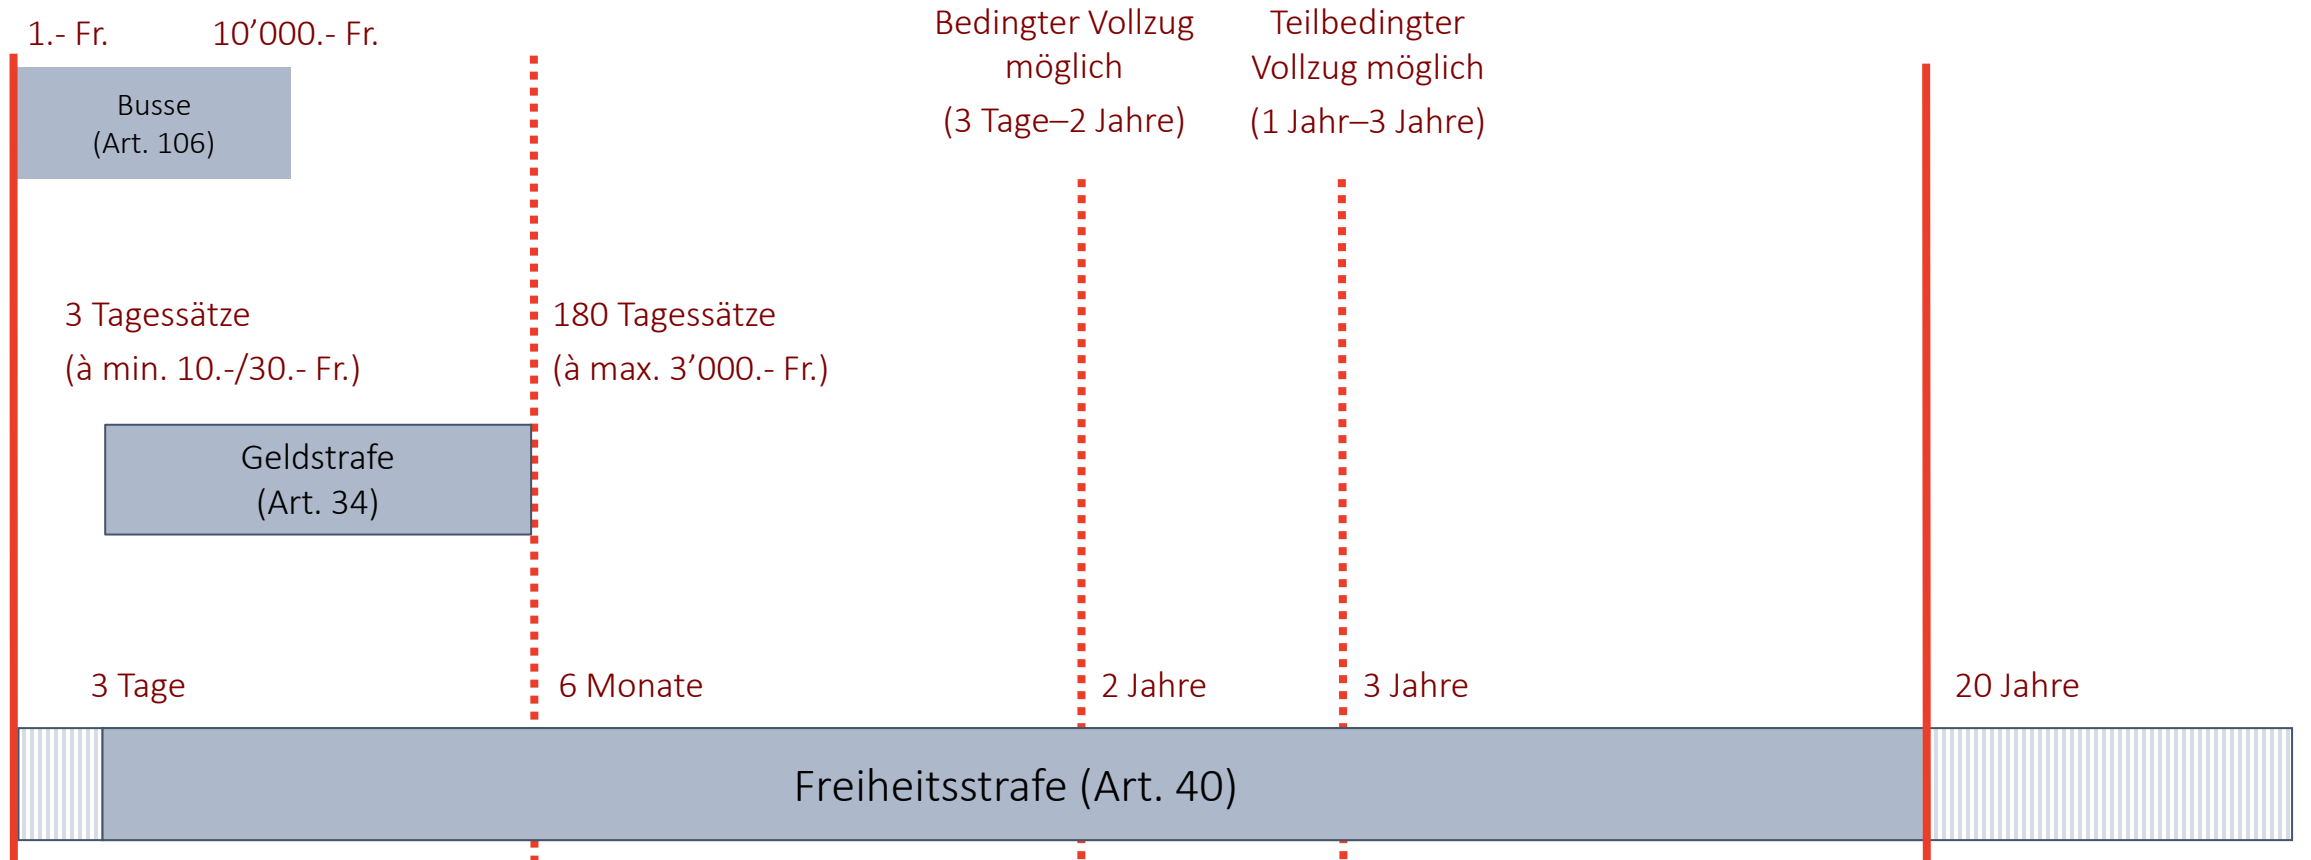 1.- Fr.
10’000.- Fr.
Busse
(Art. 106)
Bedingter Vollzug
möglich
(3 Tage–2 Jahre)
Teilbedingter
Vollzug möglich
(1 Jahr–3 Jahre)
3 Tagessätze
(à min. 10.-/30.- Fr.)
180 Tagessätze
(à max. 3’000.- Fr.)
Geldstrafe
(Art. 34)
3 Tage
6 Monate
2 Jahre
3 Jahre
20 Jahre
Freiheitsstrafe (Art. 40)